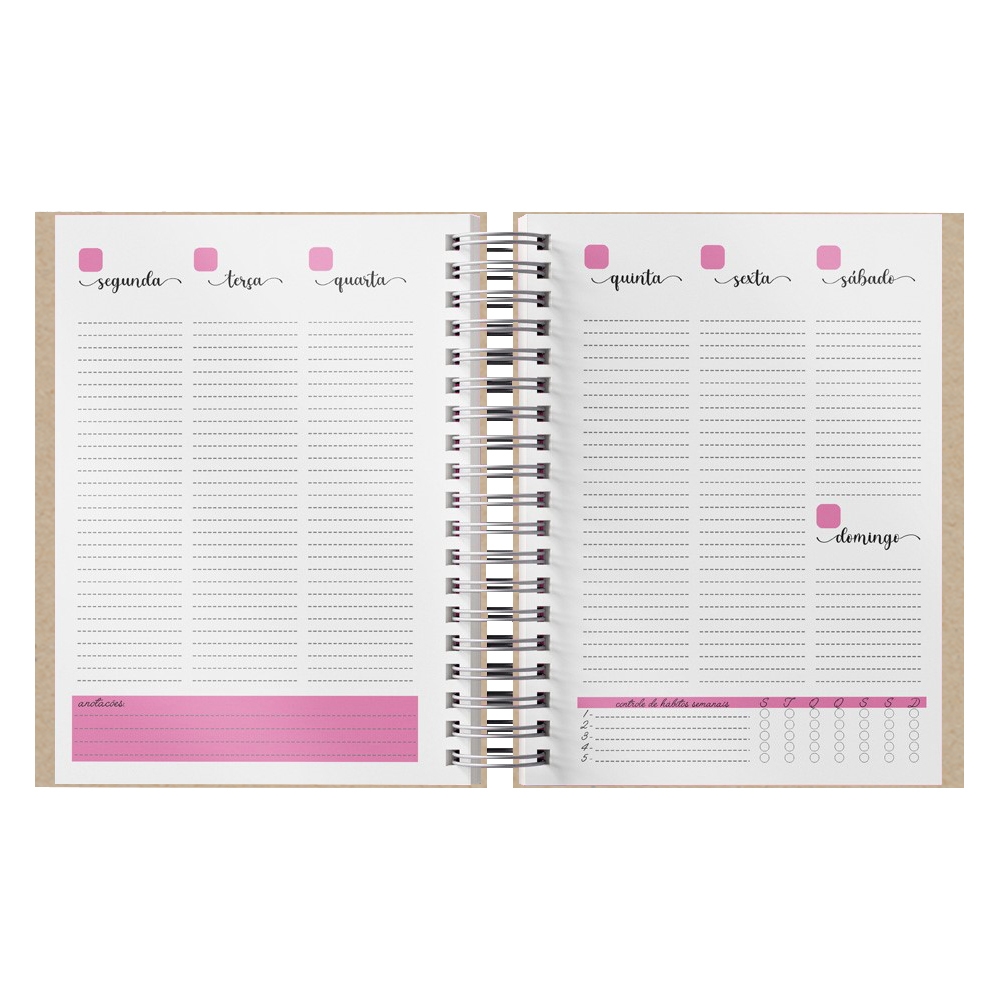 segunda
terça
quarta
anotações:
quinta
sexta
sábado
domingo
controle de hábitos semanais S T Q Q S S D
1-
2-
3-
4-
5-